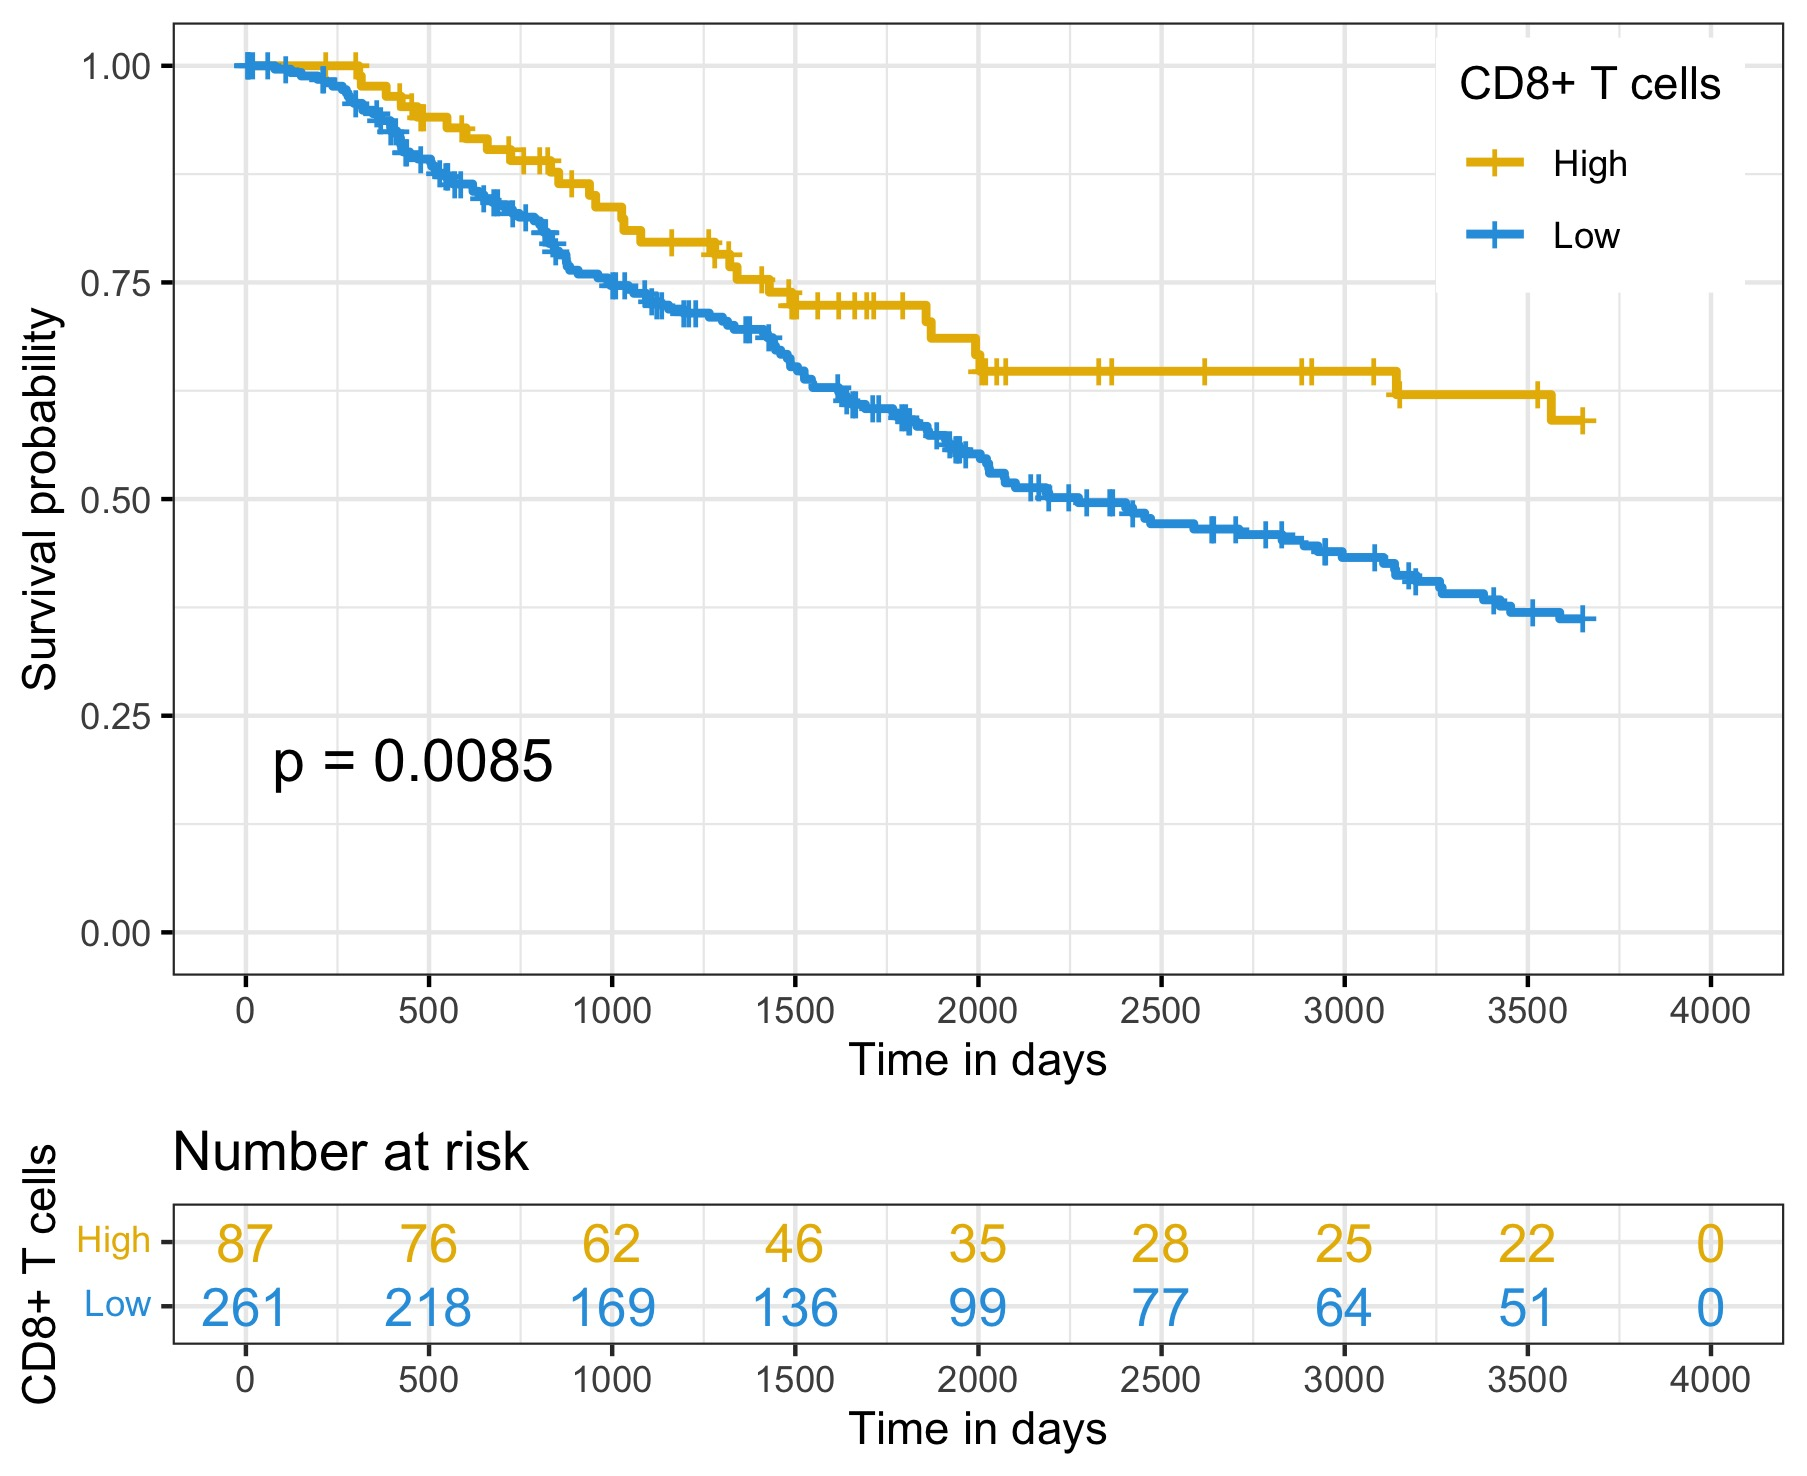 CD8+ T cells
High
Low
1.00
0.75
0.50
0.25
0.00
Survival probability
p = 0.0085
0 500 1000 1500 2000 2500 3000 3500 4000
Time in days
Number at risk
CD8+ T cells
High 87 76 62 46 35 28 25 22 0
Low 261 218 169 136 99 77 64 51 0
0 500 1000 1500 2000 2500 3000 3500 4000
Time in days